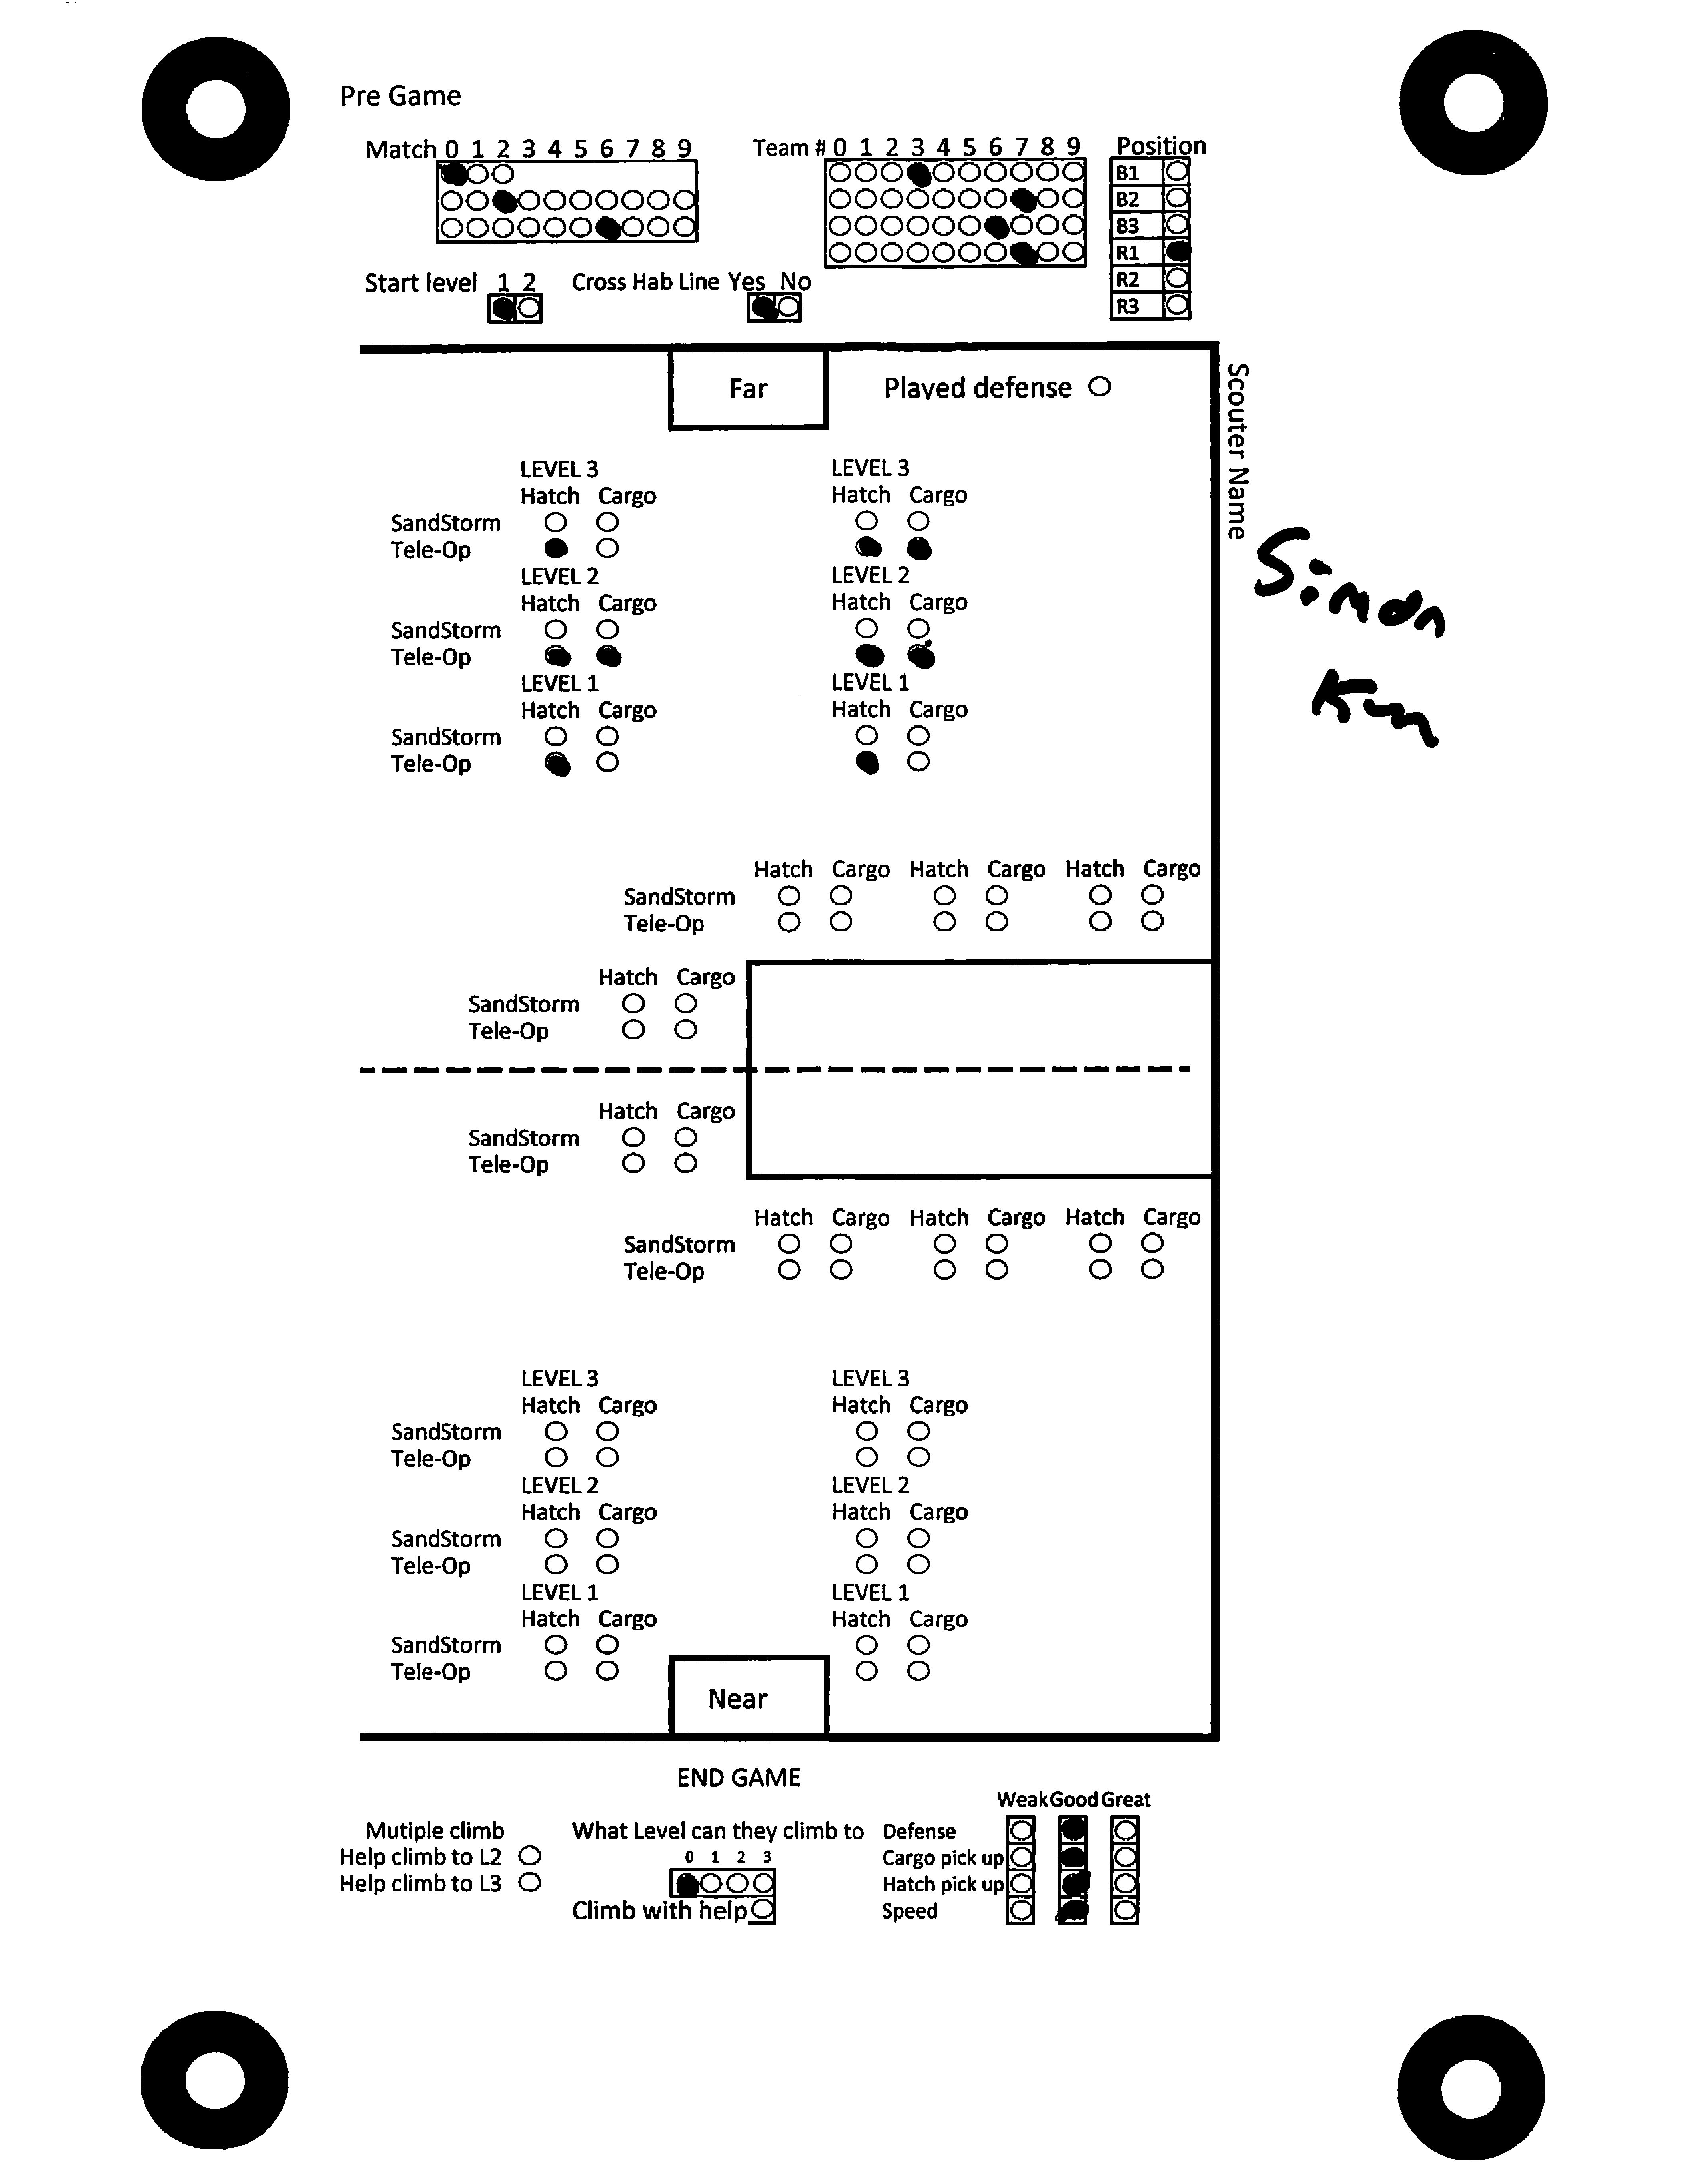 Pre Game
Match 0 1 2 3 4 5 6 7 8 9
Team # 0 1 2 3 4 5 6 7 8 9
Position
B1
B2
B3
R1
R2
R3
Start level 1 2
Cross Hab Line Yes No
Far
Played defense
Scouter Name
Simon
LEVEL 3 LEVEL 3
Hatch Cargo Hatch Cargo
SandStorm
Tele-Op
LEVEL 2 LEVEL 2
Hatch Cargo Hatch Cargo
SandStorm
Tele-Op
LEVEL 1 LEVEL 1
Hatch Cargo Hatch Cargo
SandStorm
Tele-Op
Hatch Cargo Hatch Cargo Hatch Cargo
SandStorm
Tele-Op
Hatch Cargo
SandStorm
Tele-Op
Hatch Cargo
SandStorm
Tele-Op
Hatch Cargo Hatch Cargo Hatch Cargo
SandStorm
Tele-Op
LEVEL 3 LEVEL 3
Hatch Cargo Hatch Cargo
SandStorm
Tele-Op
LEVEL 2 LEVEL 2
Hatch Cargo Hatch Cargo
SandStorm
Tele-Op
LEVEL 1 LEVEL 1
Hatch Cargo Hatch Cargo
SandStorm
Tele-Op
Near
END GAME
Mutiple climb
Help climb to L2
Help climb to L3
What Level can they climb to
0 1 2 3
Climb with help
Weak Good Great
Defense
Cargo pick up
Hatch pick up
Speed